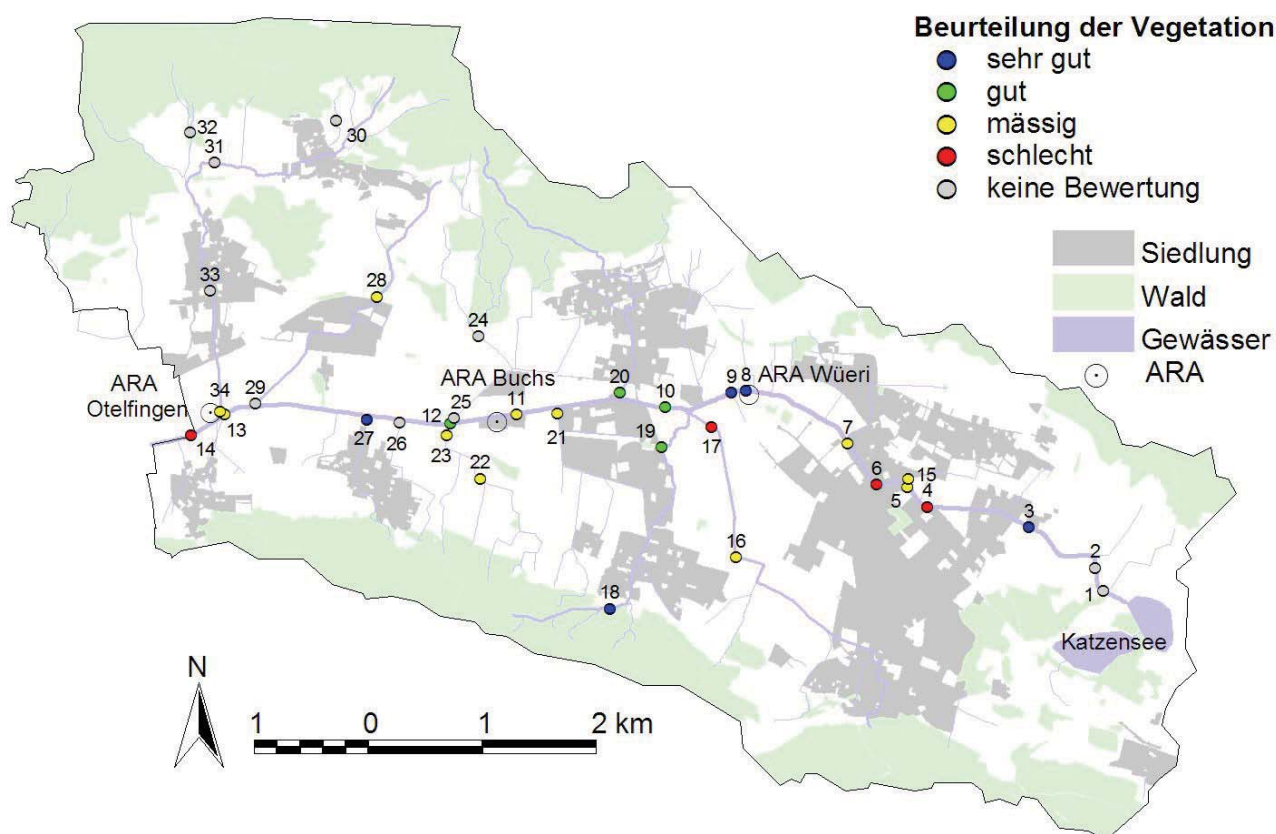 Beurteilung der Vegetation
sehr gut
gut
mässig
schlecht
keine Bewertung
Siedlung
Wald
Gewässer
ARA
32
30
31
33
28
24
ARA
Otelfingen
34
29
13
14
27
26
ARA Buchs
12
25
23
22
11
21
20
10
19
9
8
ARA Wüeri
17
7
6
15
5
4
3
16
2
1
18
Katzensee
N
1
0
1
2 km